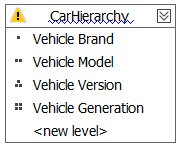 CarHierarchy
Vehicle Brand
Vehicle Model
Vehicle Version
Vehicle Generation
<new level>